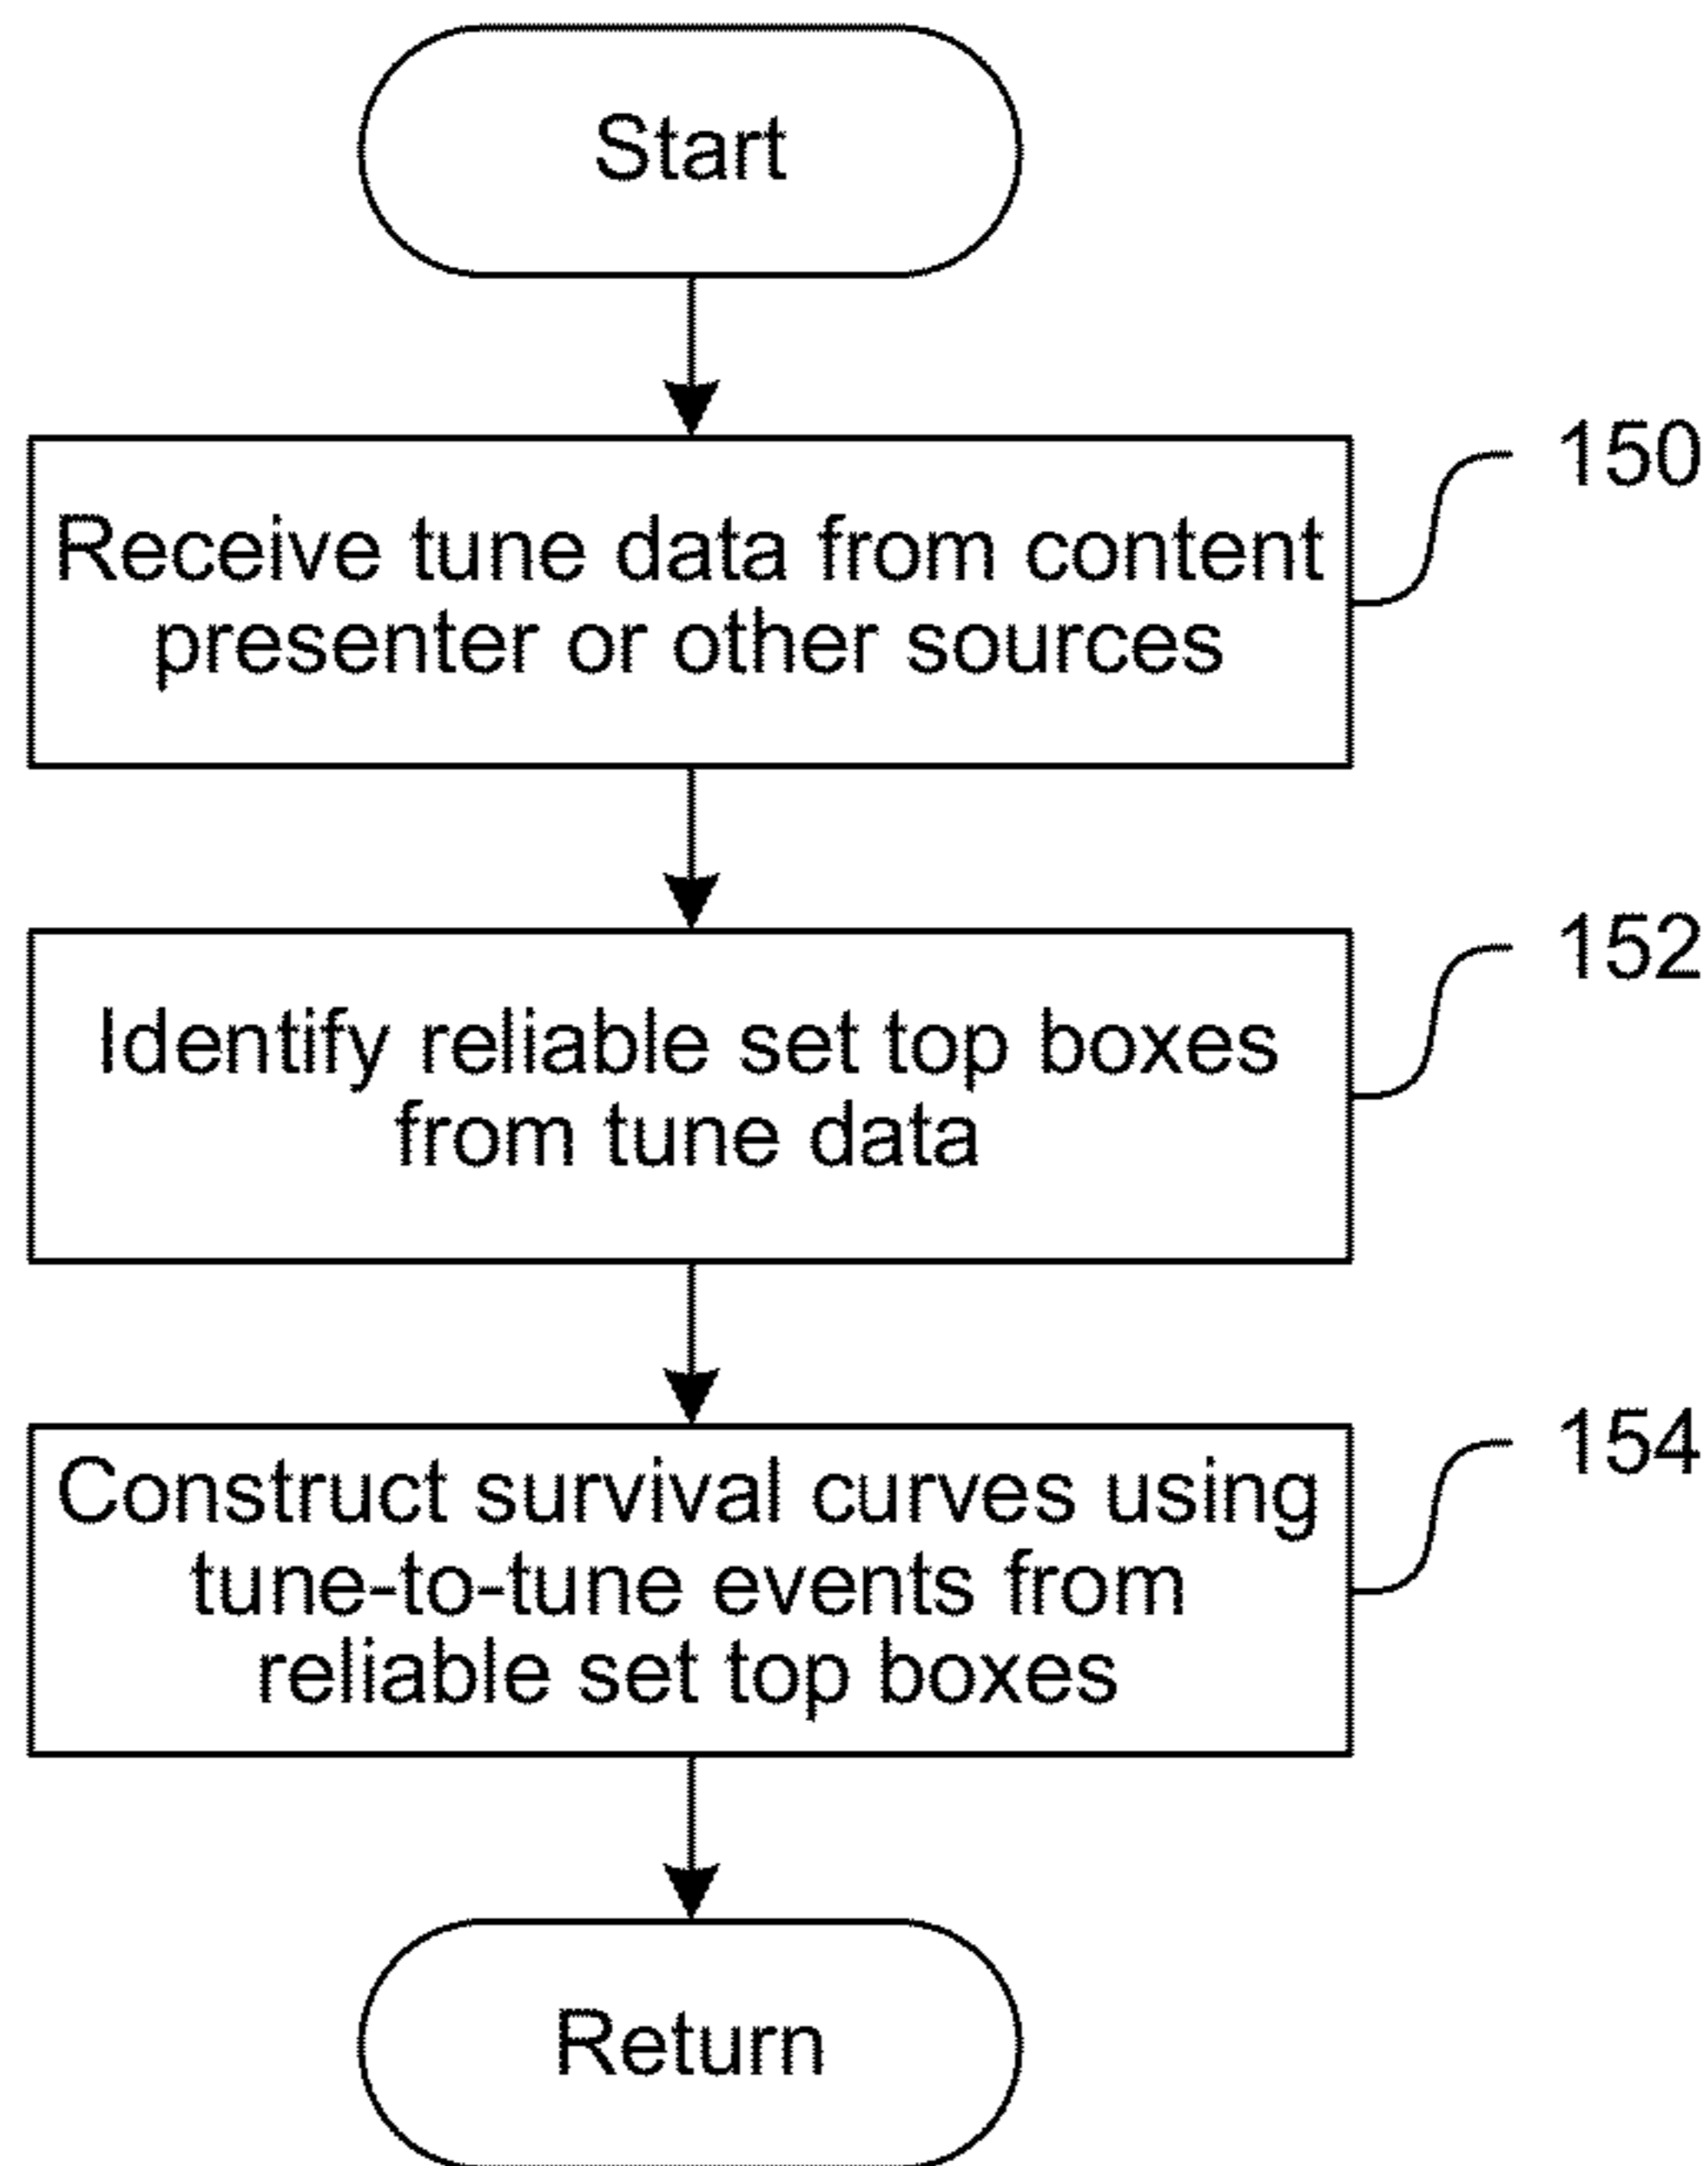 Start
150
Receive tune data from content
presenter or other sources
152
Identify reliable set top boxes
from tune data
154
Construct survival curves using
tune-to-tune events from
reliable set top boxes
Return